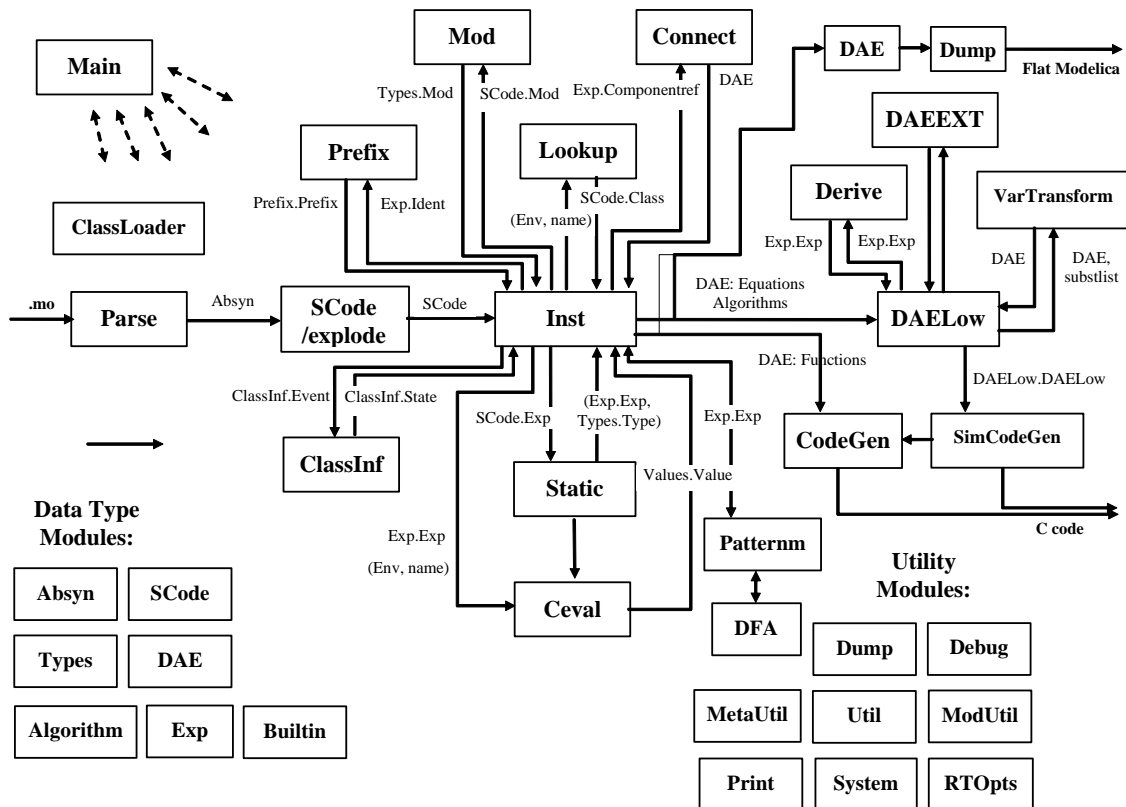 Main
Mod
Connect
DAE
Dump
Flat Modelica
Types.Mod
SCode.Mod
Exp.Componentref
DAE
DAEEXT
Prefix
Lookup
Derive
VarTransform
Prefix.Prefix
Exp.Ident
(Env, name)
SCode.Class
ClassLoader
Exp.Exp
Exp.Exp
DAE
DAE,
substlist
.mo
Parse
Absyn
SCode
/explode
SCode
Inst
DAE: Equations
Algorithms
DAELow
DAE: Functions
DAELow.DAELow
ClassInf.Event
ClassInf.State
SCode.Exp
(Exp.Exp,
Types.Type)
Exp.Exp
ClassInf
CodeGen
SimCodeGen
Static
Values.Value
C code
Data Type
Modules:
Exp.Exp
(Env, name)
Patternm
Utility
Modules:
Ceval
DFA
Absyn
SCode
Types
DAE
Algorithm
Exp
Builtin
Dump
Debug
MetaUtil
Util
ModUtil
Print
System
RTOpts